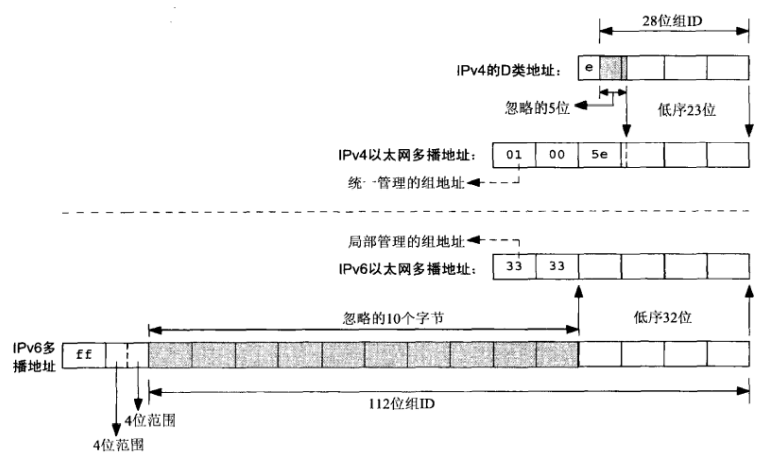 28位组ID
IPv4的D类地址： e
忽略的5位 低序23位
IPv4以太网多播地址： 01 00 5e
统一管理的组地址
局部管理的组地址
IPv6以太网多播地址： 33 33
忽略的10个字节 低序32位
IPv6多
播地址 ff
112位组ID
4位范围
4位范围